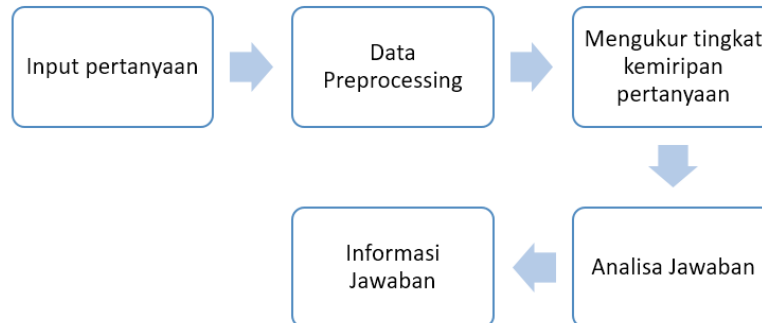 Input pertanyaan
Data
Preprocessing
Mengukur tingkat
kemiripan
pertanyaan
Analisa Jawaban
Informasi
Jawaban